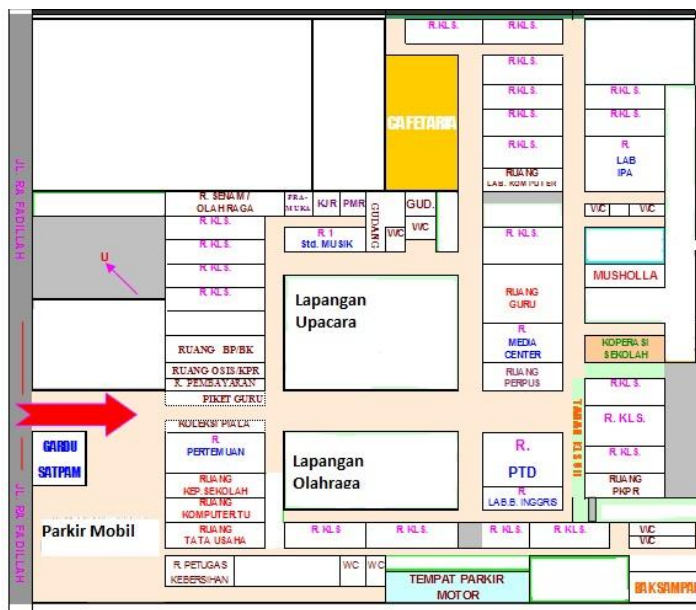 R.KLS.
R.KLS.
CAFETARIA
R.KLS.
R.KLS.
R.KLS.
R.KLS.
RUANG
LAB. KOMPUTER
R.KLS.
R.KLS.
R.
LAB
IPA
JL. RA FADILLAH
R. SENAM /
OLAHRAGA
PRA-
MUKA
KJR
PMR
GUDANG
GUD.
WC
WC
R. 1
Std. MUSIK
WC
WC
R. KLS.
R. KLS.
R. KLS.
R. KLS.
U
Lapangan
Upacara
R. KLS.
RUANG
GURU
R.
MEDIA
CENTER
RUANG
PERPUS
MUSHOLLA
KOPERASI
SEKOLAH
RUANG BP/BK
RUANG OSIS/KPR
R. PEMBAYARAN
PIKET GURU
KOLEKSI PIALA
R.
PERTEMUAN
RUANG
KEP.SEKOLAH
RUANG
KOMPUTER TU
RUANG
TATA USAHA
GARDU
SATPAM
JL. RA FADILLAH
Parkir Mobil
Lapangan
Olahraga
R.
PTD
R.
LAB.B. INGGRIS
R.KLS.
R. KLS.
R.KLS.
RUANG
PKPR
R. KLS
R. KLS.
R. KLS.
R. KLS.
WC
WC
R. PETUGAS
KEBERSIHAN
WC
WC
TEMPAT PARKIR
MOTOR
BAK SAMPAH